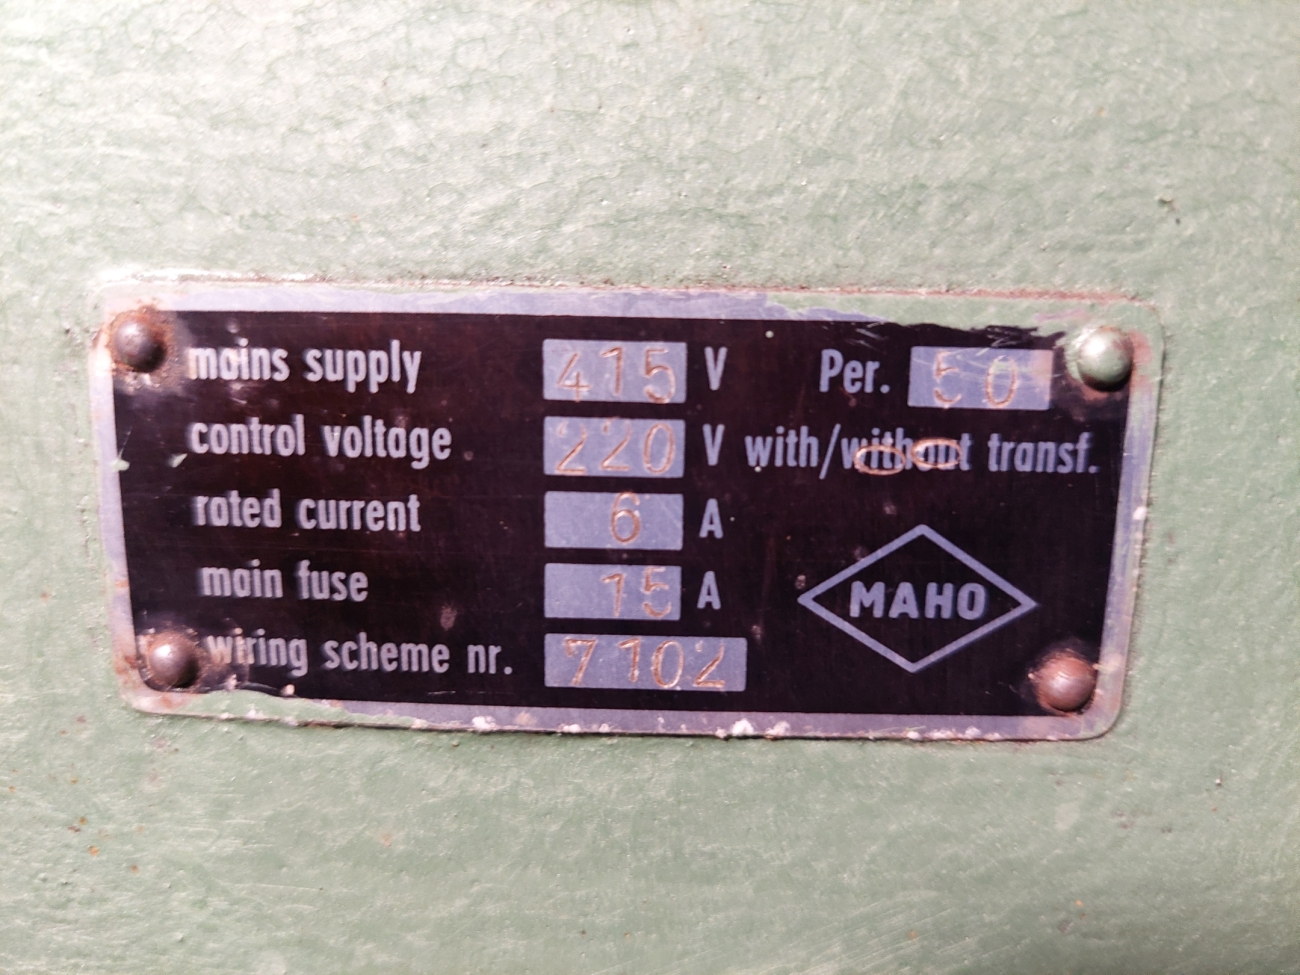 mains supply 415 V Per. 50
control voltage 220 V with/without transf.
rated current 6 A
main fuse 15 A
MAHO
wiring scheme nr. 7102